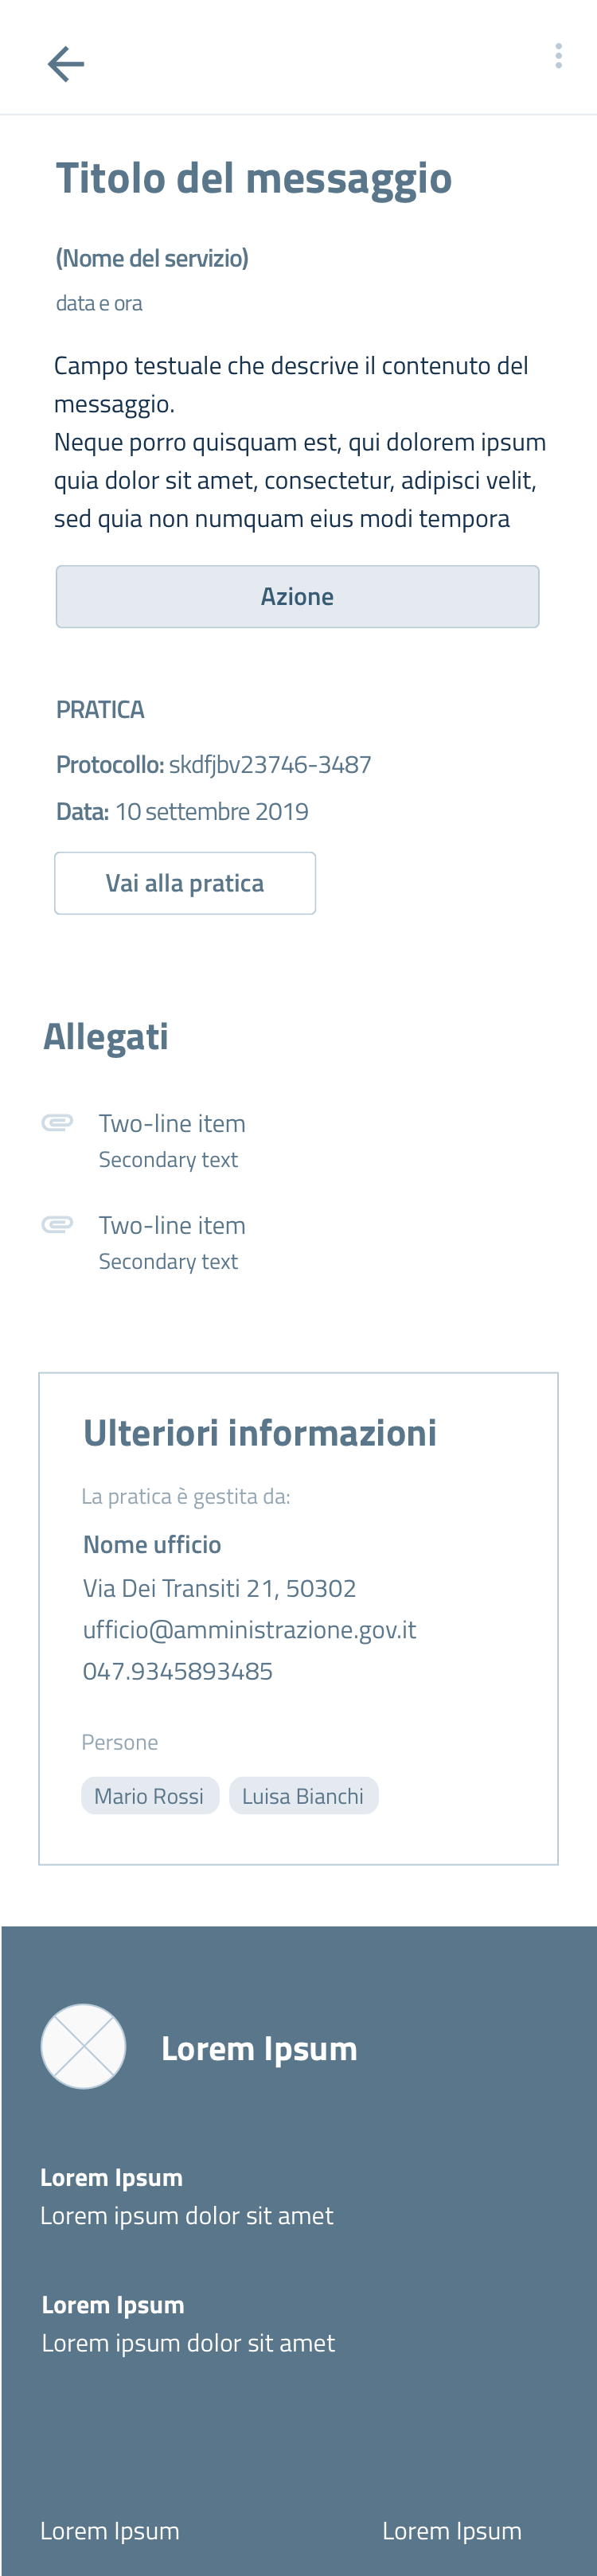 Titolo del messaggio
(Nome del servizio)
data e ora
Campo testuale che descrive il contenuto del
messaggio.
Neque porro quisquam est, qui dolorem ipsum
quia dolor sit amet, consectetur, adipisci velit,
sed quia non numquam eius modi tempora
Azione
PRATICA
Protocollo: skdfjbv23746-3487
Data: 10 settembre 2019
Vai alla pratica
Allegati
Two-line item
Secondary text
Two-line item
Secondary text
Ulteriori informazioni
La pratica è gestita da:
Nome ufficio
Via Dei Transiti 21, 50302
ufficio@amministrazione.gov.it
047.9345893485
Persone
Mario Rossi Luisa Bianchi
Lorem Ipsum
Lorem Ipsum
Lorem ipsum dolor sit amet
Lorem Ipsum
Lorem ipsum dolor sit amet
Lorem Ipsum Lorem Ipsum